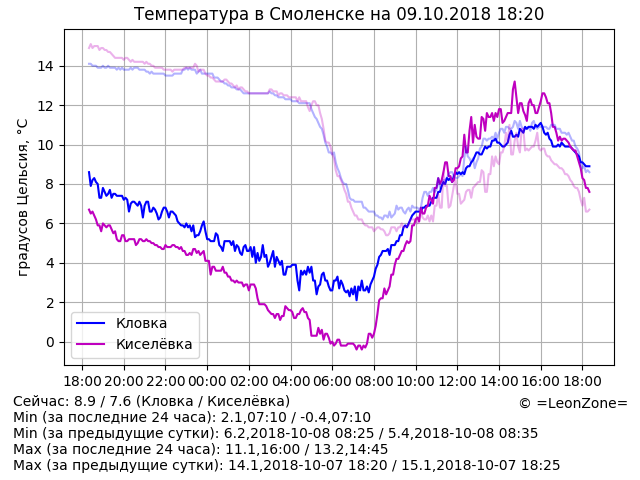 Температура в Смоленске на 09.10.2018 18:20
градусов Цельсия, °C
14
12
10
8
6
4
2
0
Кловка
Киселёвка
18:00 20:00 22:00 00:00 02:00 04:00 06:00 08:00 10:00 12:00 14:00 16:00 18:00
Сейчас: 8.9 / 7.6 (Кловка / Киселёвка)
© =LeonZone=
Min (за последние 24 часа): 2.1,07:10 / -0.4,07:10
Min (за предыдущие сутки): 6.2,2018-10-08 08:25 / 5.4,2018-10-08 08:35
Max (за последние 24 часа): 11.1,16:00 / 13.2,14:45
Max (за предыдущие сутки): 14.1,2018-10-07 18:20 / 15.1,2018-10-07 18:25